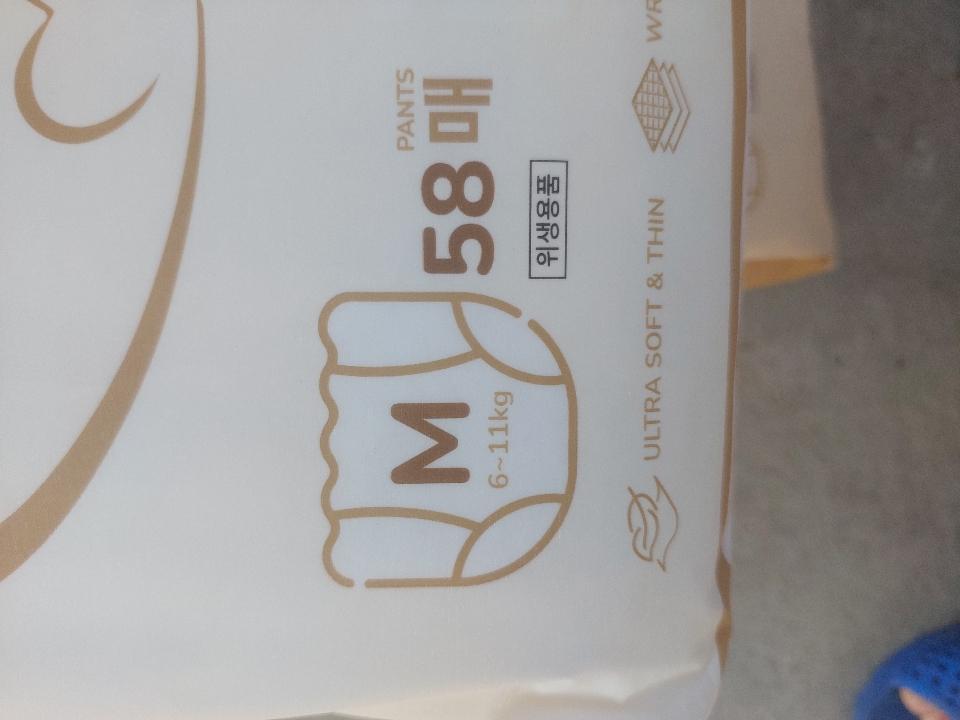 PANTS
58매
위생용품
M
6~11kg
ULTRA SOFT & THIN